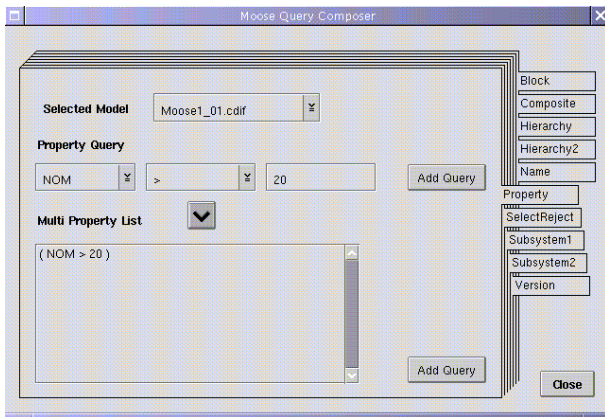 Moose Query Composer
Block
Selected Model Moose1_01.cdif Composite
Hierarchy
Property Query Hierarchy2
Name
NOM > 20 Add Query
Property
Multi Property List SelectReject
Subsystem1
( NOM > 20 ) Subsystem2
Version
Add Query
Close